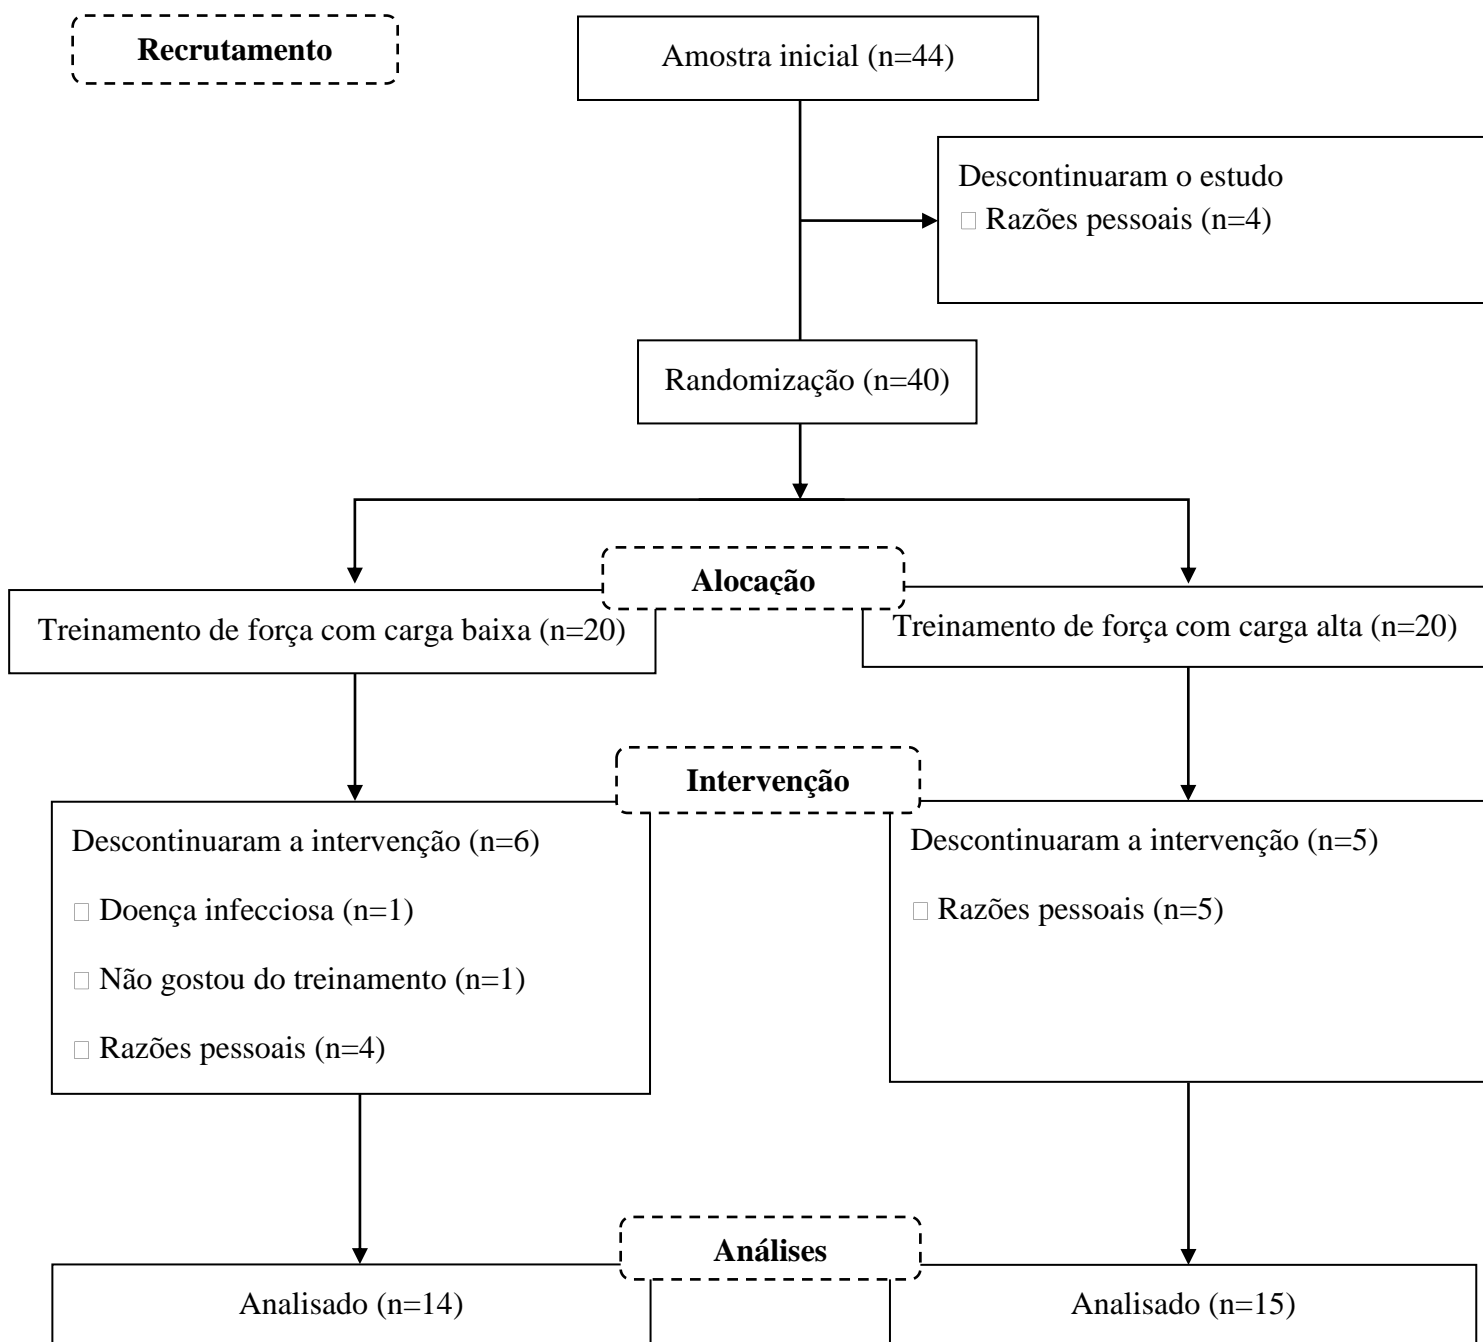 Recrutamento
Amostra inicial (n=44)
Descontinuaram o estudo
Razões pessoais (n=4)
Randomização (n=40)
Alocação
Treinamento de força com carga baixa (n=20)
Treinamento de força com carga alta (n=20)
Intervenção
Descontinuaram a intervenção (n=6)
Doença infecciosa (n=1)
Não gostou do treinamento (n=1)
Razões pessoais (n=4)
Descontinuaram a intervenção (n=5)
Razões pessoais (n=5)
Análises
Analisado (n=14)
Analisado (n=15)